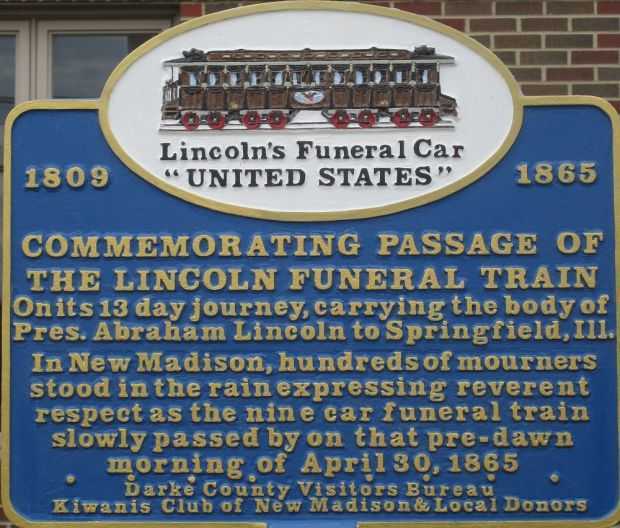 Lincoln's Funeral Car
"UNITED STATES"
1809
1865
COMMEMORATING PASSAGE OF
THE LINCOLN FUNERAL TRAIN
On its 13 day journey, carrying the body of
Pres. Abraham Lincoln to Springfield, Ill.
In New Madison, hundreds of mourners
stood in the rain expressing reverent
respect as the nine car funeral train
slowly passed by on that pre-dawn
morning of April 30, 1865
Darke County Visitors Bureau
Kiwanis Club of New Madison & Local Donors